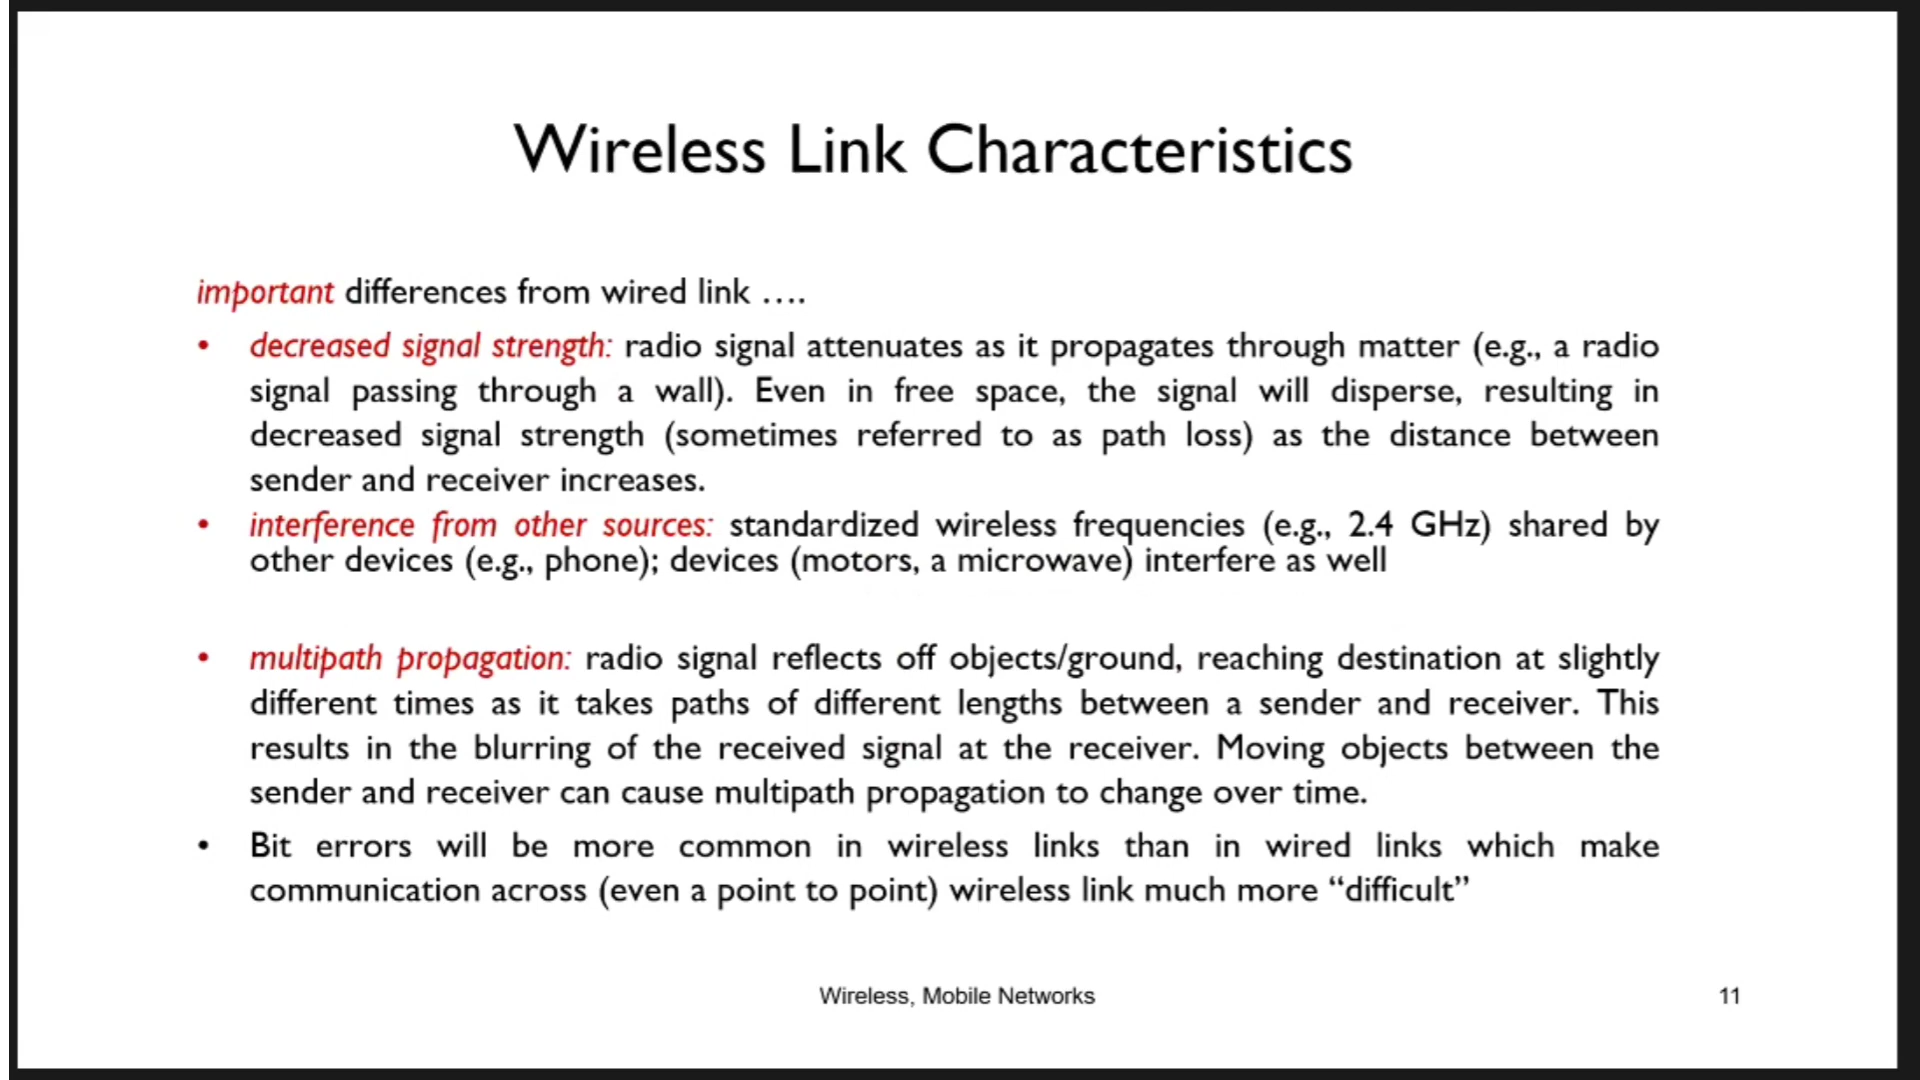 Wireless Link Characteristics
important differences from wired link ....
• decreased signal strength: radio signal attenuates as it propagates through matter (e.g., a radio
signal passing through a wall). Even in free space, the signal will disperse, resulting in
decreased signal strength (sometimes referred to as path loss) as the distance between
sender and receiver increases.
• interference from other sources: standardized wireless frequencies (e.g., 2.4 GHz) shared by
other devices (e.g., phone); devices (motors, a microwave) interfere as well
• multipath propagation: radio signal reflects off objects/ground, reaching destination at slightly
different times as it takes paths of different lengths between a sender and receiver. This
results in the blurring of the received signal at the receiver. Moving objects between the
sender and receiver can cause multipath propagation to change over time.
• Bit errors will be more common in wireless links than in wired links which make
communication across (even a point to point) wireless link much more “difficult”
Wireless, Mobile Networks
11